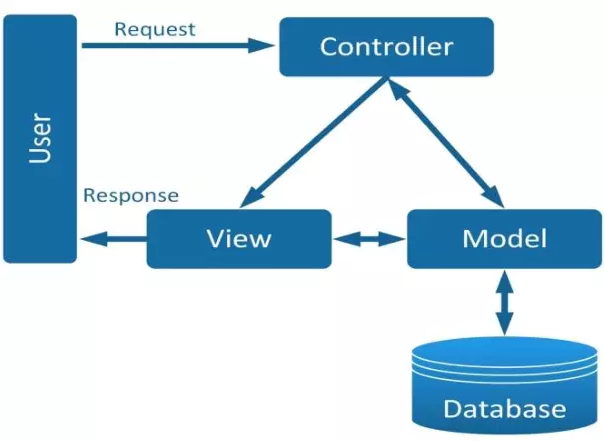 Request
Controller
User
Response
View
Model
Database